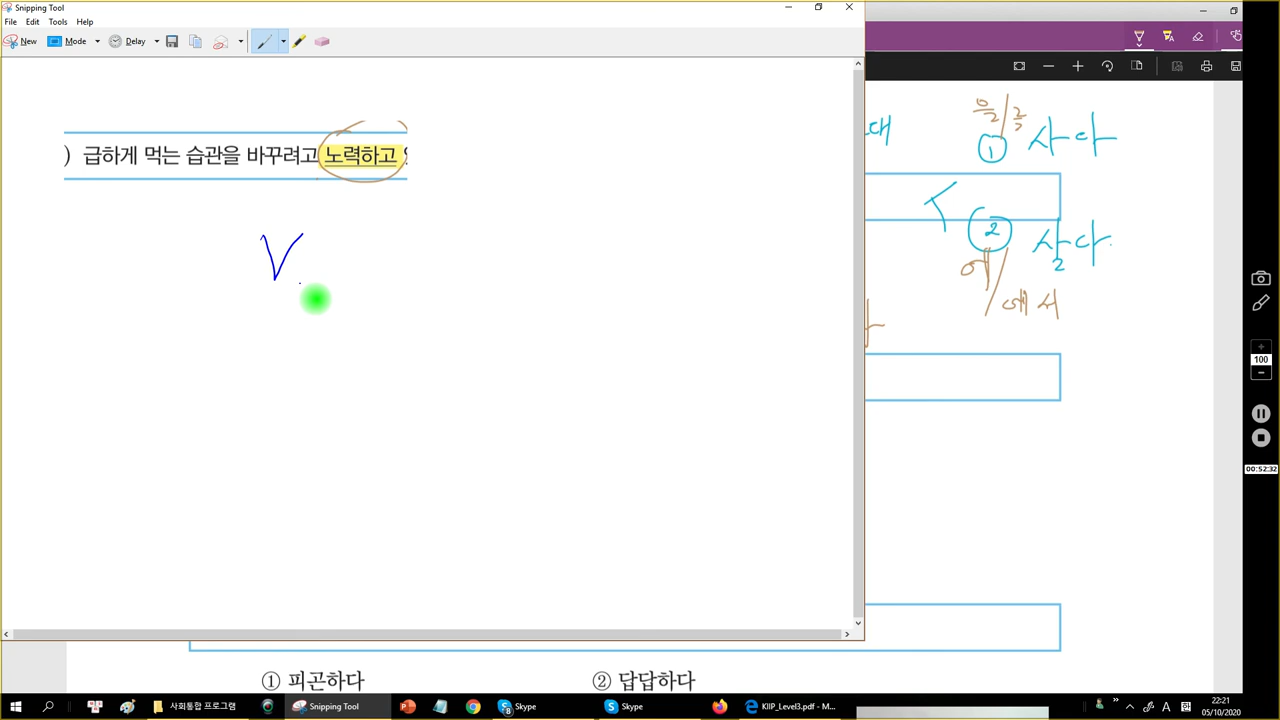 Snipping Tool
File Edit Tools Help
New Mode Delay
) 급하게 먹는 습관을 바꾸려고 노력하고
V
대
① 사다
② 사다
2
에/에서
① 피곤하다 ② 답답하다
100
00:52:32
사회통합 프로그램
Snipping Tool
Skype
Skype
KIIP_Level3.pdf - M...
A
22:21
05/10/2020